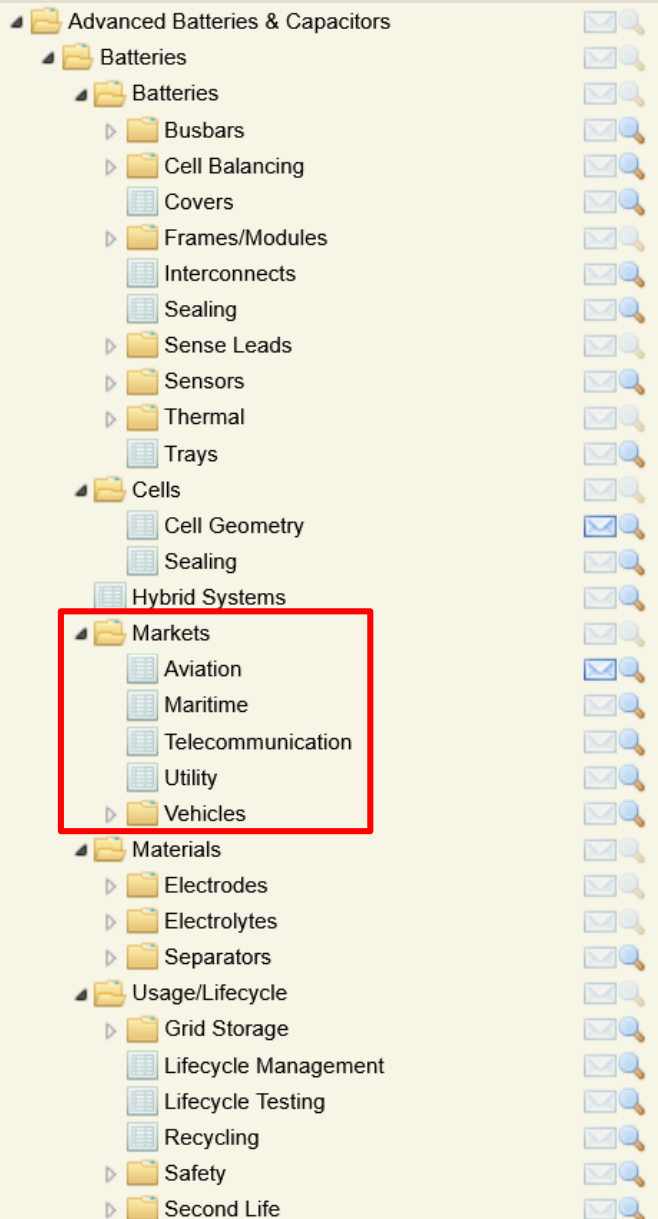 Advanced Batteries & Capacitors
Batteries
Batteries
Busbars
Cell Balancing
Covers
Frames/Modules
Interconnects
Sealing
Sense Leads
Sensors
Thermal
Trays
Cells
Cell Geometry
Sealing
Hybrid Systems
Markets
Aviation
Maritime
Telecommunication
Utility
Vehicles
Materials
Electrodes
Electrolytes
Separators
Usage/Lifecycle
Grid Storage
Lifecycle Management
Lifecycle Testing
Recycling
Safety
Second Life